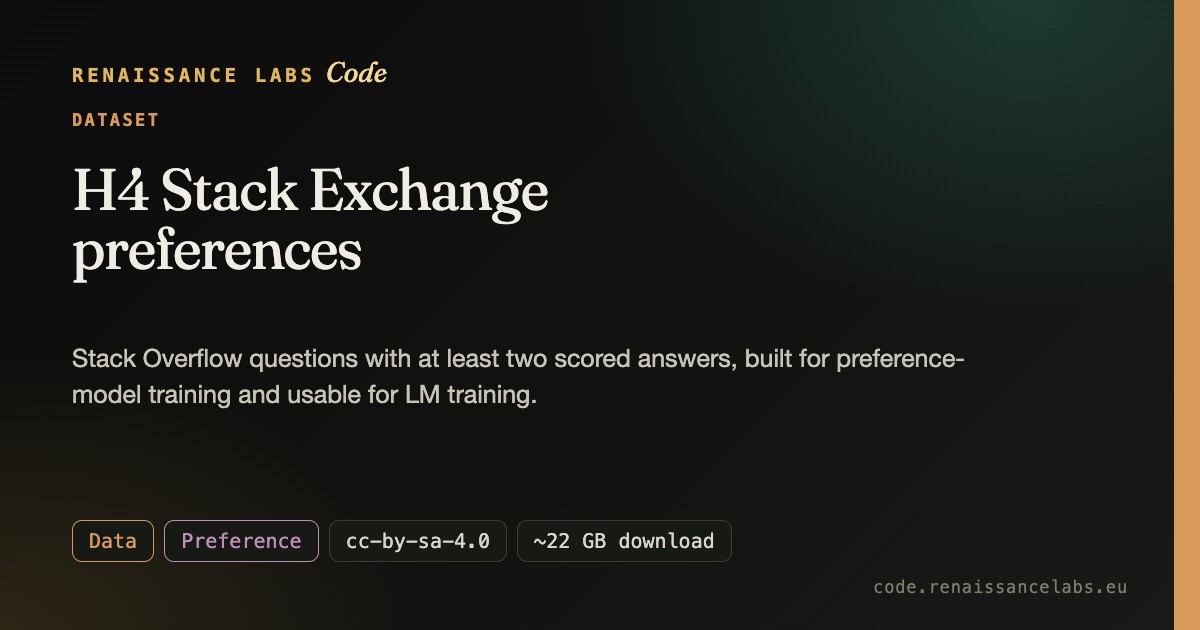 RENAISSANCE LABS Code
DATASET
H4 Stack Exchange
preferences
Stack Overflow questions with at least two scored answers, built for preference-
model training and usable for LM training.
Data Preference cc-by-sa-4.0 ~22 GB download
code.renaissancelabs.eu